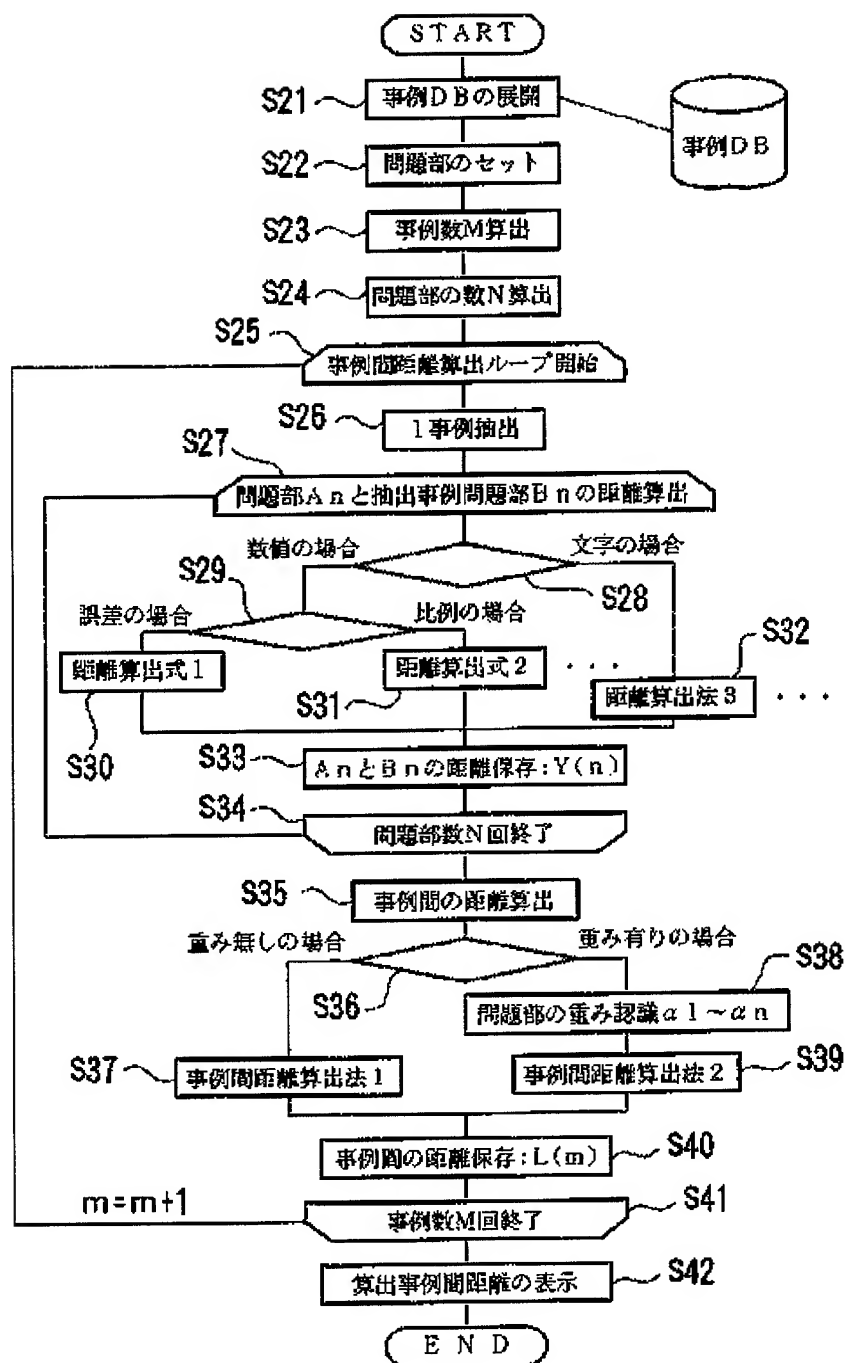 START
S21 事例DBの展開
事例DB
S22 問題部のセット
S23 事例数M算出
S24 問題部の数N算出
S25 事例間距離算出ループ開始
S26 1事例抽出
S27 問題部Anと抽出事例問題部Bnの距離算出
数値の場合 文字の場合
S28
S29
誤差の場合 比例の場合
S30 距離算出式1
S31 距離算出式2 ・・・
S32 距離算出法3 ・・・
S33 AnとBnの距離保存:Y(n)
S34 問題部数N回終了
S35 事例間の距離算出
重み無しの場合 重み有りの場合
S36
S38 問題部の重み認識α1~αn
S37 事例間距離算出法1
事例間距離算出法2 S39
事例間の距離保存:L(m) S40
m=m+1
事例数M回終了 S41
算出事例間距離の表示 S42
END